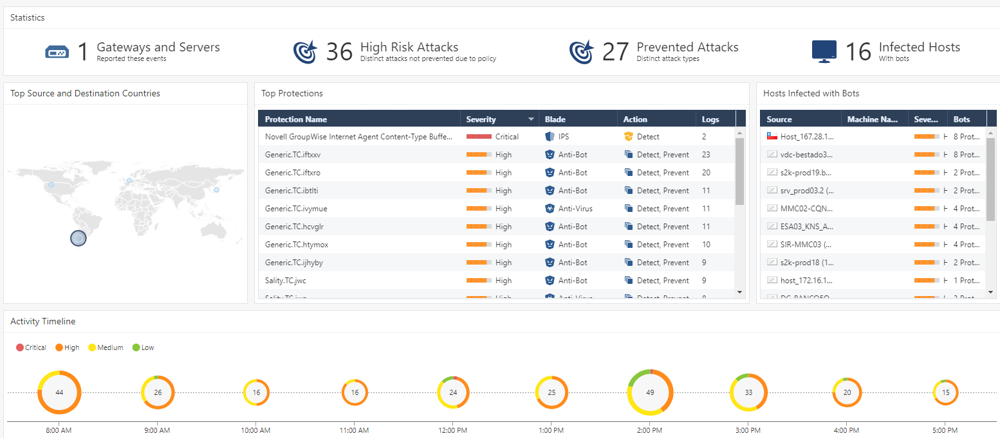 Statistics
1 Gateways and Servers
Reported these events
36 High Risk Attacks
Distinct attacks not prevented due to policy
27 Prevented Attacks
Distinct attack types
16 Infected Hosts
With bots
Top Source and Destination Countries
Top Protections
Protection Name Severity Blade Action Logs
Novell GroupWise Internet Agent Content-Type Buffe... Critical IPS Detect 2
Generic.TC.iftxxv High Anti-Bot Detect, Prevent 23
Generic.TC.iftxro High Anti-Bot Detect, Prevent 20
Generic.TC.ibtlti High Anti-Bot Detect, Prevent 11
Generic.TC.ivymue High Anti-Virus Detect, Prevent 11
Generic.TC.hcvglr High Anti-Bot Detect, Prevent 11
Generic.TC.htymox High Anti-Bot Detect, Prevent 10
Generic.TC.ijhyby High Anti-Bot Detect, Prevent 9
Sality.TC.jwc High Anti-Bot Detect, Prevent 9
Hosts Infected with Bots
Source Machine Na... Seve... Bots
Host_167.28.1... H 8 Prot...
vdc-bestado3... H 8 Prot...
s2k-prod19.b... H 2 Prot...
srv_prod03.2 (... H 2 Prot...
MMC02-CQN... H 4 Prot...
ESA03_KNS_A... H 4 Prot...
SIR-MMC03 (... H 4 Prot...
s2k-prod18 (1... H 2 Prot...
host_172.16.1... H 1 Prot...
Activity Timeline
Critical High Medium Low
44 26 16 16 24 25 49 33 20 15
8:00 AM 9:00 AM 10:00 AM 11:00 AM 12:00 PM 1:00 PM 2:00 PM 3:00 PM 4:00 PM 5:00 PM